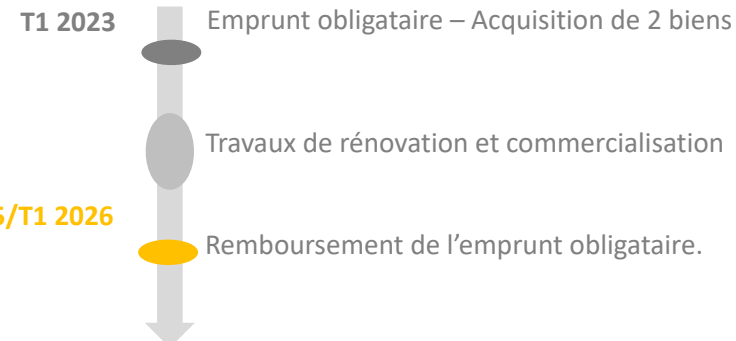 T1 2023
Emprunt obligataire – Acquisition de 2 biens
Travaux de rénovation et commercialisation
/T1 2026
Remboursement de l’emprunt obligataire.